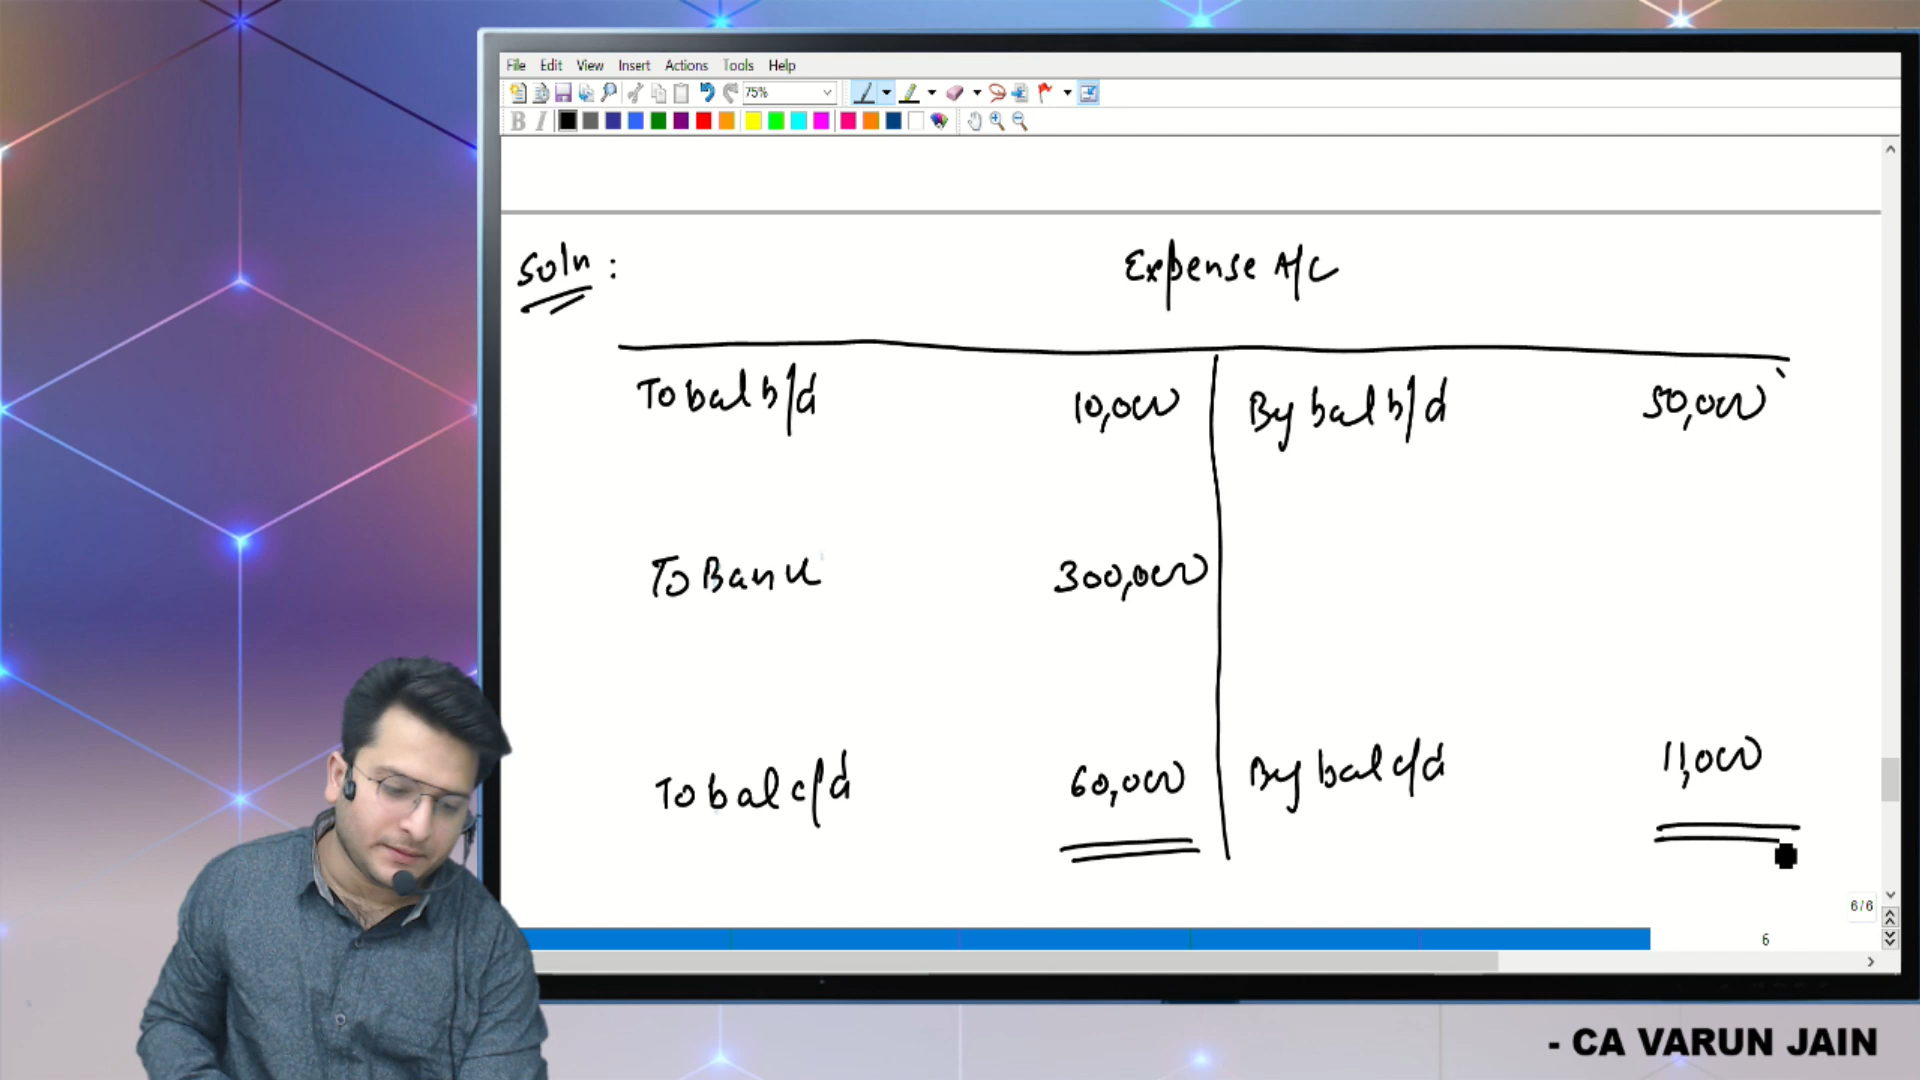 File Edit View Insert Actions Tools Help
75%
B I
Soln :
Expense A/C
To bal b/d 10,000 By bal b/d 50,000
To Bank 300,000
To bal c/d 60,000 By bal c/d 11,000
6/6
6
- CA VARUN JAIN